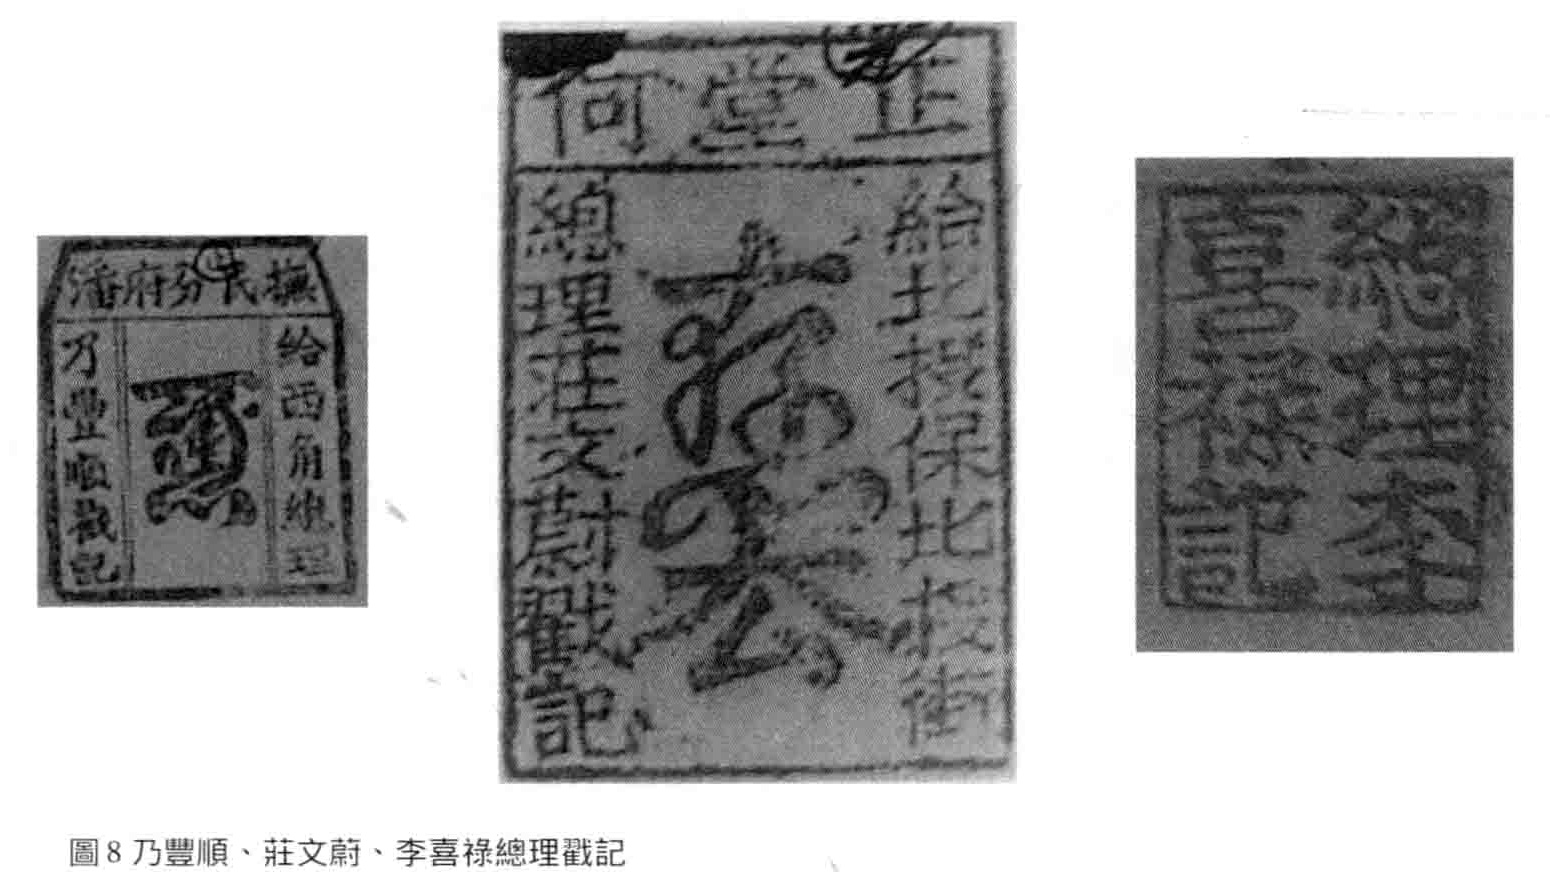 撫民分府潘
給西角總理
乃豐順戳記
正堂何
給北投保北投街
總理莊文蔚戳記
總理李
喜祿記
圖8 乃豐順、莊文蔚、李喜祿總理戳記